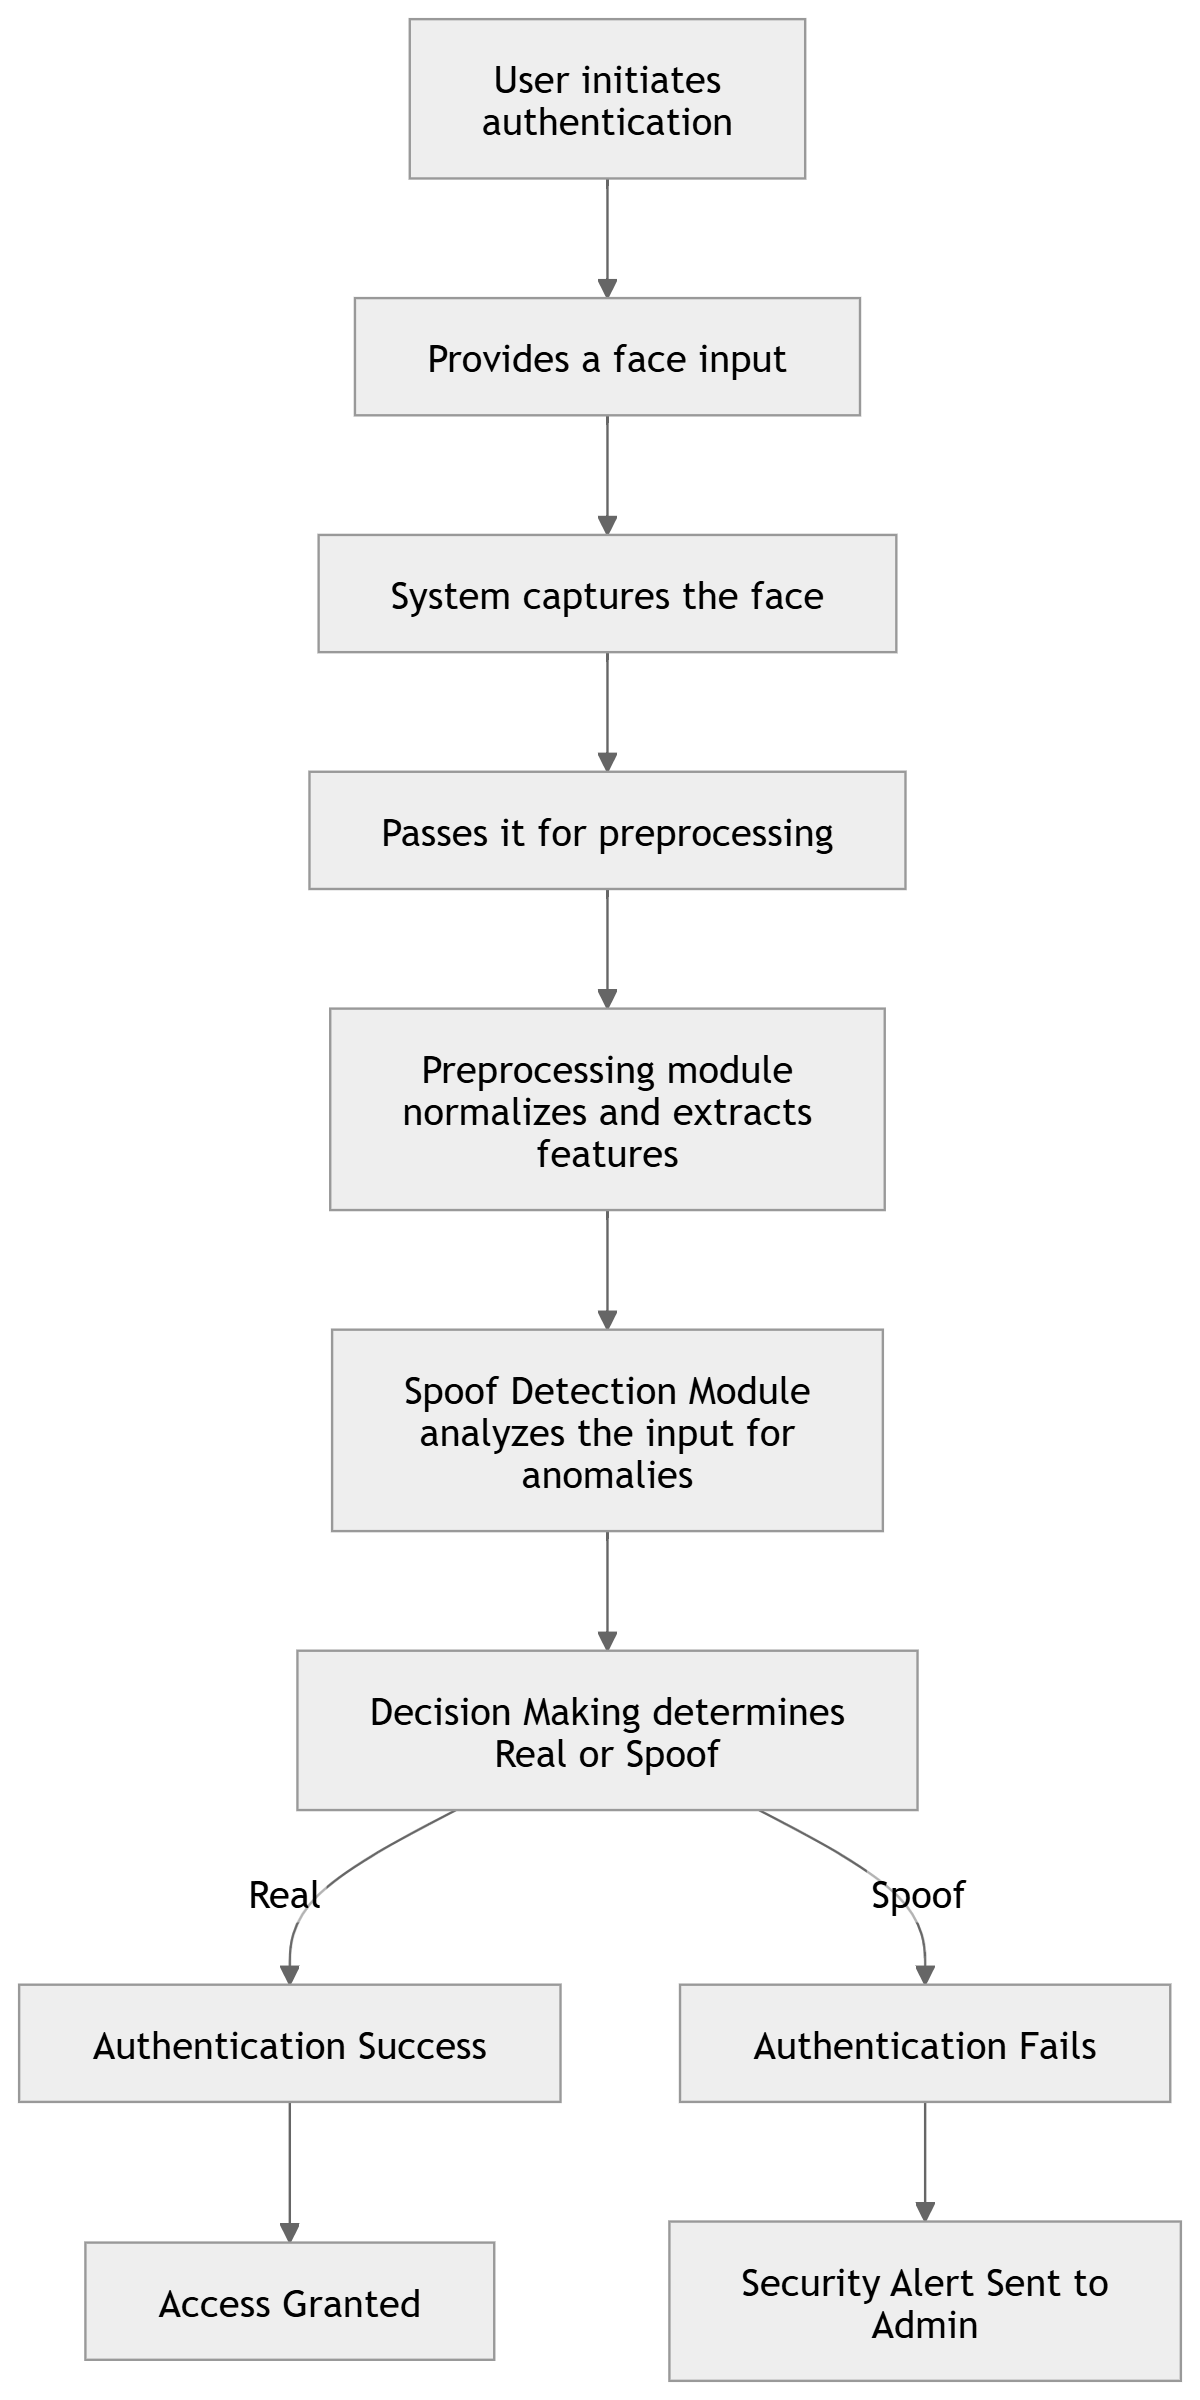 User initiates
authentication
Provides a face input
System captures the face
Passes it for preprocessing
Preprocessing module
normalizes and extracts
features
Spoof Detection Module
analyzes the input for
anomalies
Decision Making determines
Real or Spoof
Real
Spoof
Authentication Success
Authentication Fails
Access Granted
Security Alert Sent to
Admin